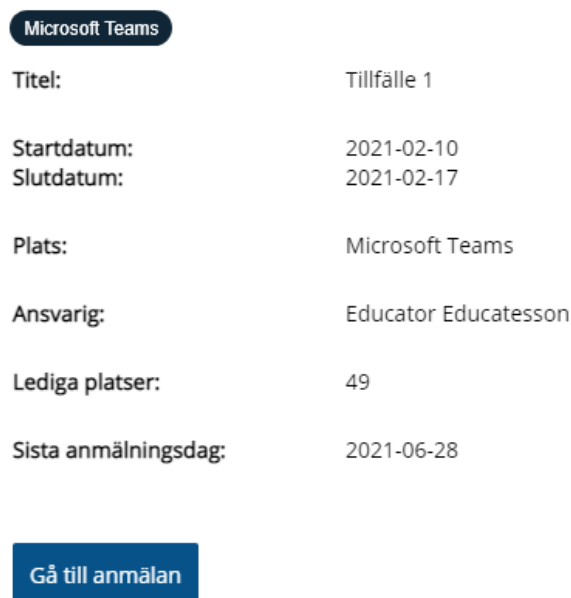 Microsoft Teams
Titel: Tillfälle 1
Startdatum: 2021-02-10
Slutdatum: 2021-02-17
Plats: Microsoft Teams
Ansvarig: Educator Educatesson
Lediga platser: 49
Sista anmälningsdag: 2021-06-28
Gå till anmälan